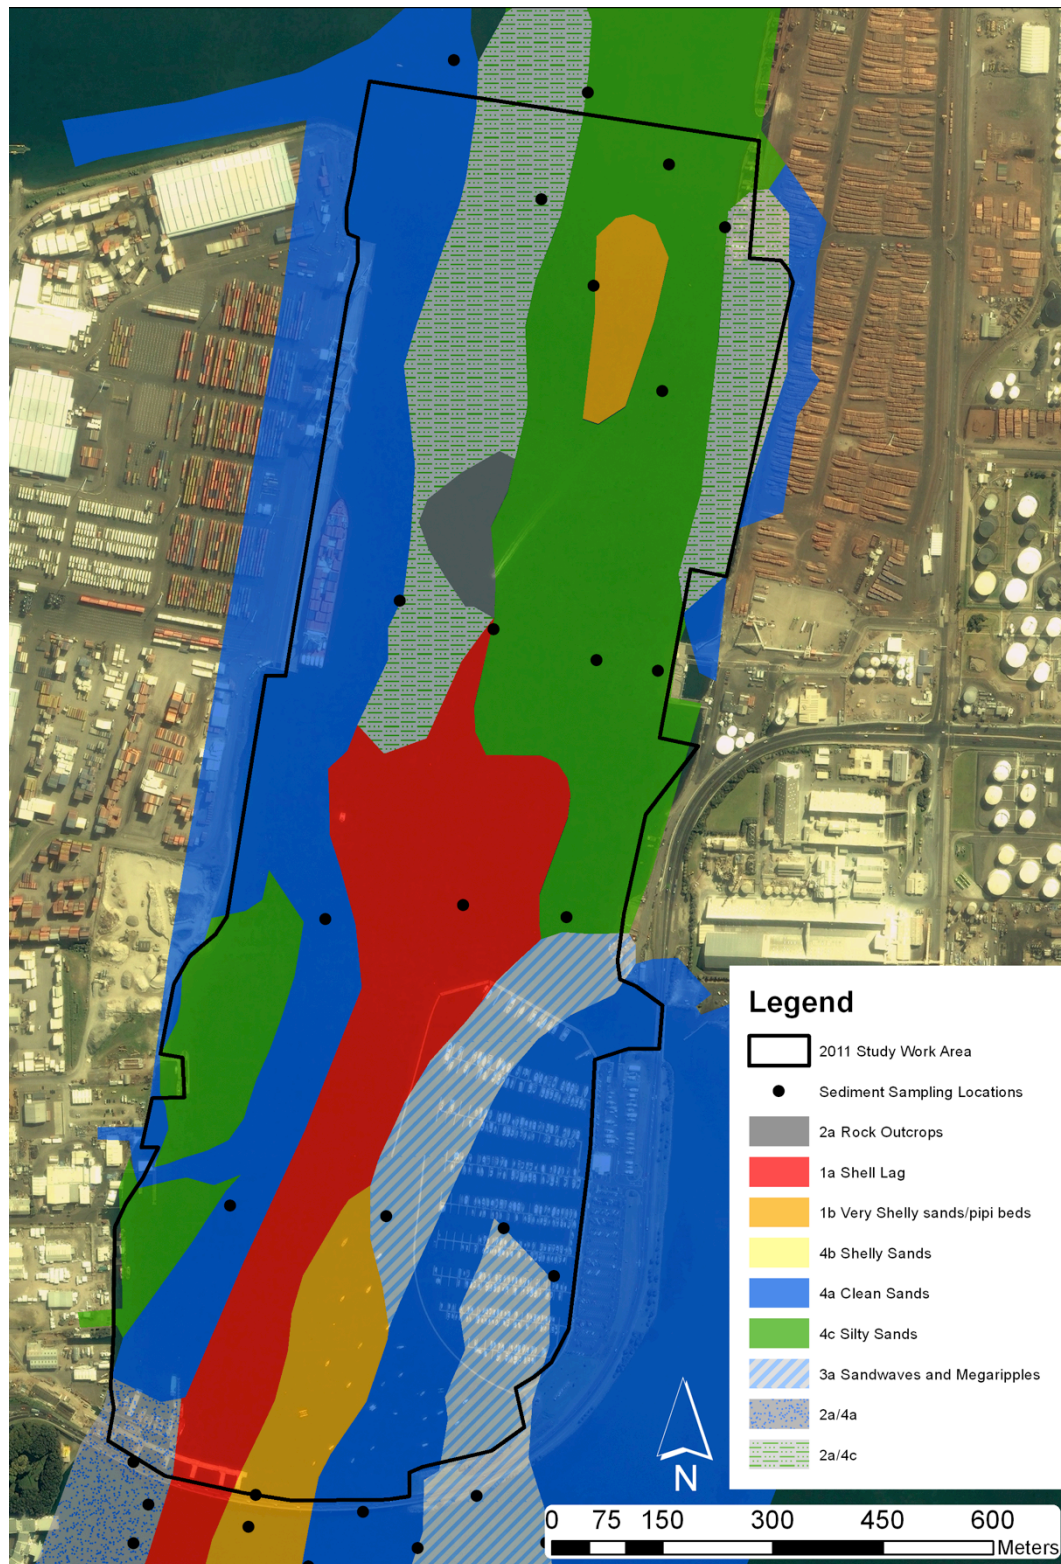 Legend
2011 Study Work Area
Sediment Sampling Locations
2a Rock Outcrops
1a Shell Lag
1b Very Shelly sands/pipi beds
4b Shelly Sands
4a Clean Sands
4c Silty Sands
3a Sandwaves and Megaripples
2a/4a
2a/4c
N
0 75 150 300 450 600
Meters